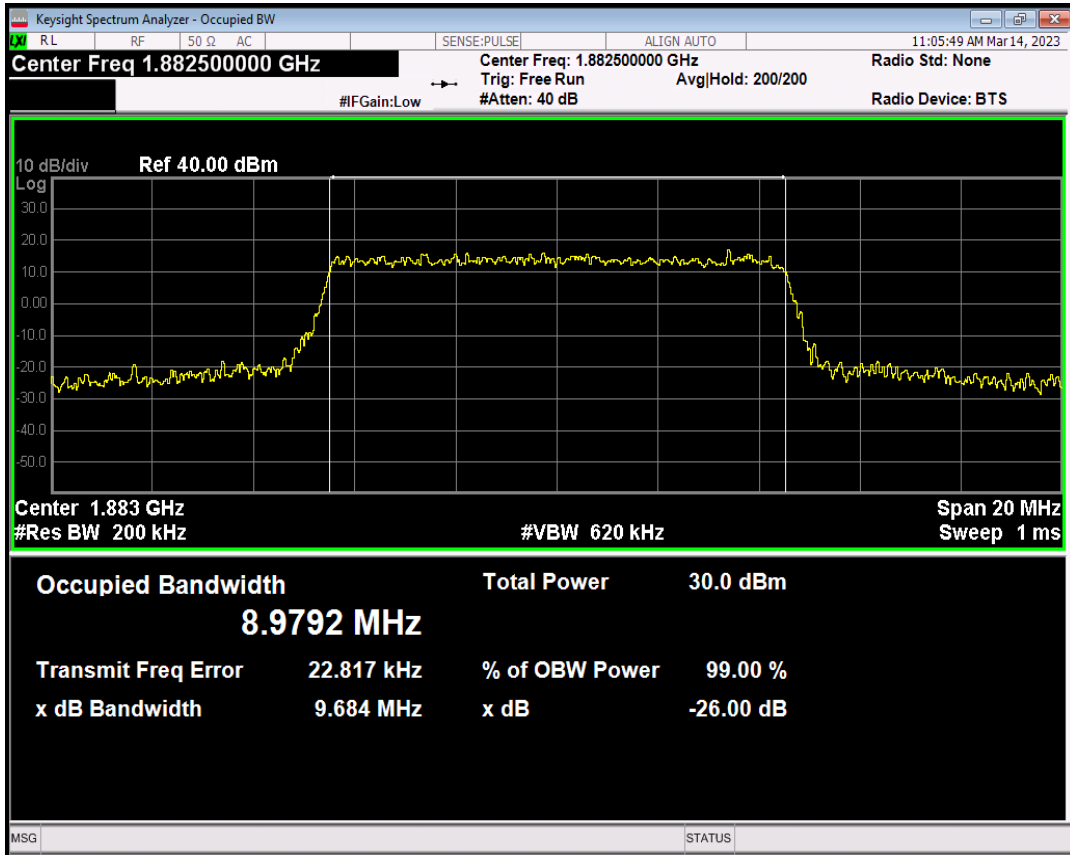 Keysight Spectrum Analyzer - Occupied BW
LXI RL RF 50 Ω AC SENSE:PULSE ALIGN AUTO 11:05:49 AM Mar 14, 2023
Center Freq 1.882500000 GHz Center Freq: 1.882500000 GHz Radio Std: None
Trig: Free Run Avg|Hold: 200/200
#IFGain:Low #Atten: 40 dB Radio Device: BTS
10 dB/div Ref 40.00 dBm
Log
30.0
20.0
10.0
0.00
-10.0
-20.0
-30.0
-40.0
-50.0
Center 1.883 GHz Span 20 MHz
#Res BW 200 kHz #VBW 620 kHz Sweep 1 ms
Occupied Bandwidth Total Power 30.0 dBm
8.9792 MHz
Transmit Freq Error 22.817 kHz % of OBW Power 99.00 %
x dB Bandwidth 9.684 MHz x dB -26.00 dB
MSG STATUS